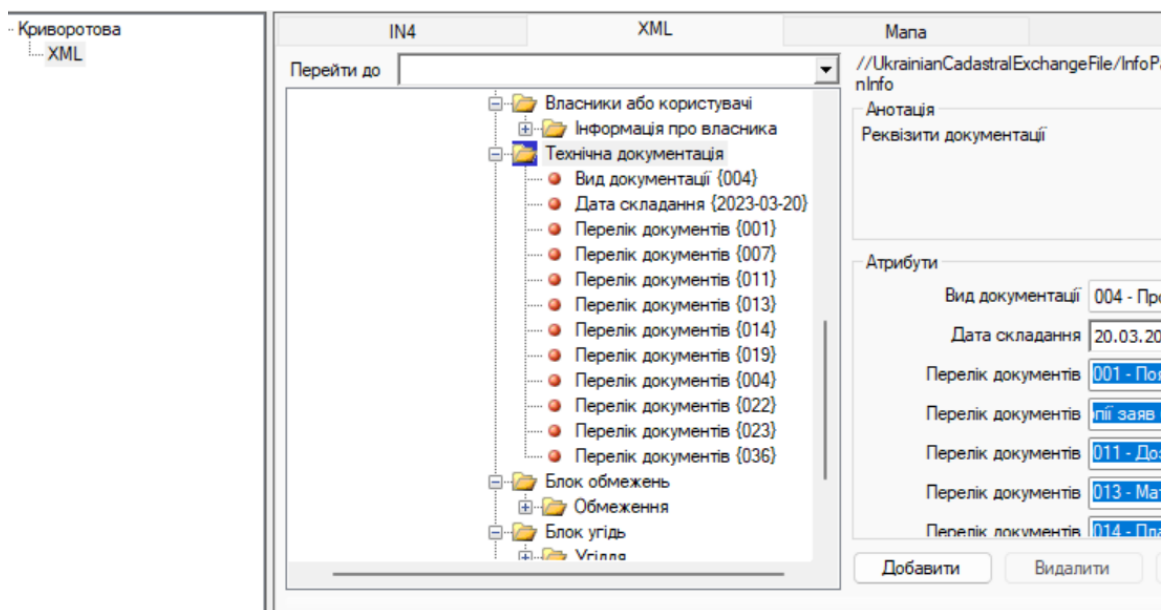 Криворотова
XML
IN4
XML
Мапа
Перейти до
Власники або користувачі
Інформація про власника
Технічна документація
Вид документації {004}
Дата складання {2023-03-20}
Перелік документів {001}
Перелік документів {007}
Перелік документів {011}
Перелік документів {013}
Перелік документів {014}
Перелік документів {019}
Перелік документів {004}
Перелік документів {022}
Перелік документів {023}
Перелік документів {036}
Блок обмежень
Обмеження
Блок угідь
Угіддя
//UkrainianCadastralExchangeFile/InfoPa
nInfo
Анотація
Реквізити документації
Атрибути
Вид документації 004 - Про
Дата складання 20.03.20
Перелік документів 001 - Поя
Перелік документів пії заяв
Перелік документів 011 - Доз
Перелік документів 013 - Мат
Перелік документів 014 - Пла
Добавити
Видалити